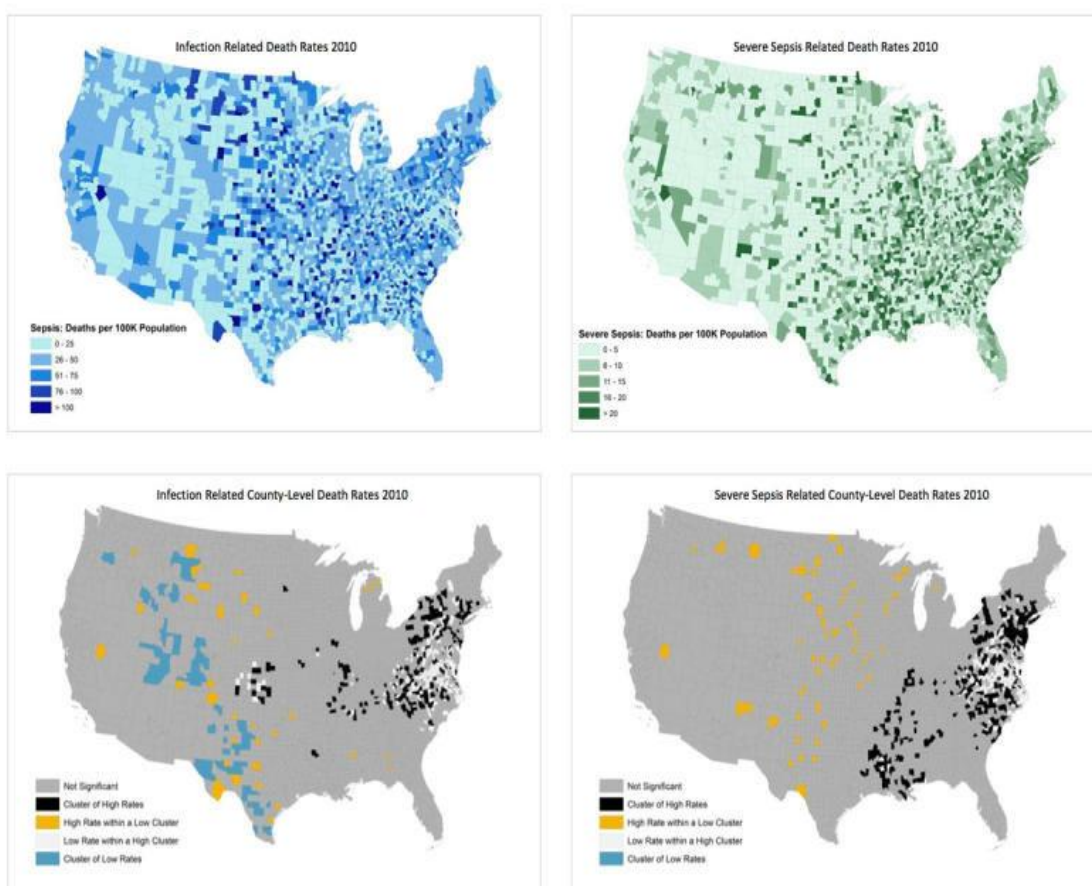 Infection Related Death Rates 2010
Sepsis: Deaths per 100K Population
0 - 25
26 - 50
51 - 75
76 - 100
> 100
Severe Sepsis Related Death Rates 2010
Severe Sepsis: Deaths per 100K Population
0 - 5
6 - 10
11 - 15
16 - 20
> 20
Infection Related County-Level Death Rates 2010
Not Significant
Cluster of High Rates
High Rate within a Low Cluster
Low Rate within a High Cluster
Cluster of Low Rates
Severe Sepsis Related County-Level Death Rates 2010
Not Significant
Cluster of High Rates
High Rate within a Low Cluster
Low Rate within a High Cluster
Cluster of Low Rates